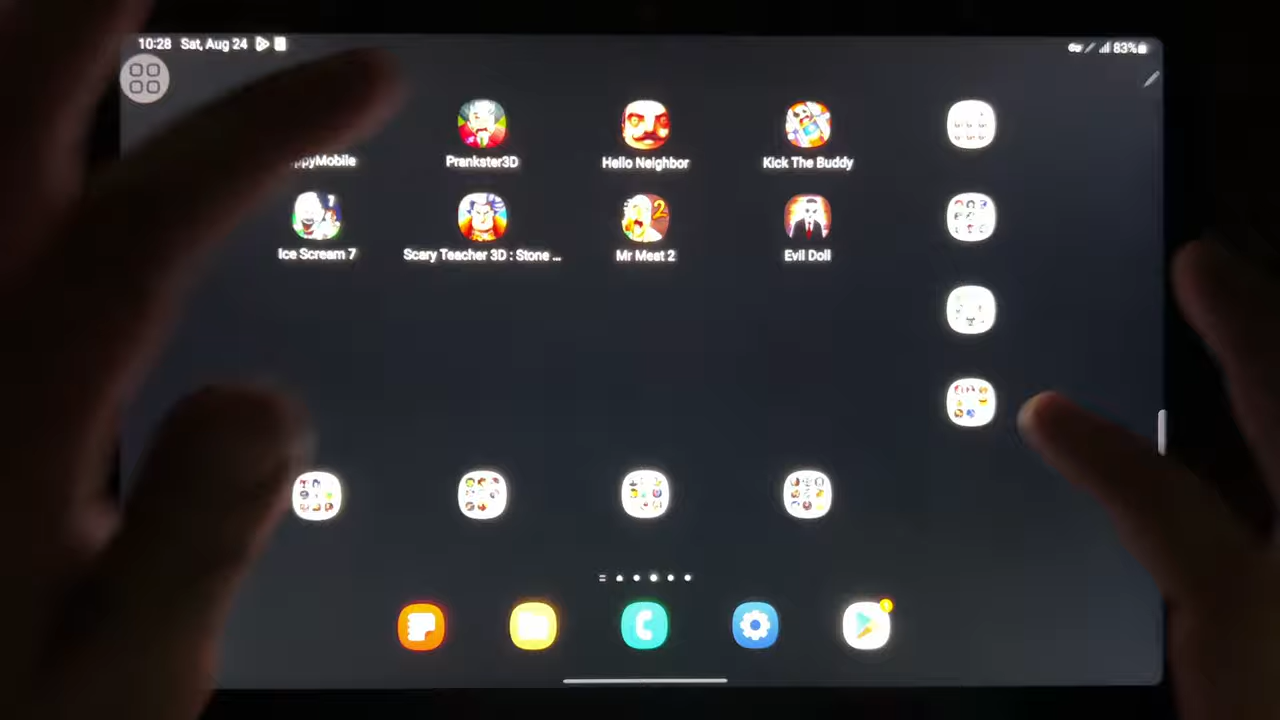 10:28 Sat, Aug 24
83%
ppyMobile
Prankster3D
Hello Neighbor
Kick The Buddy
Ice Scream 7
Scary Teacher 3D : Stone ...
Mr Meat 2
Evil Doll